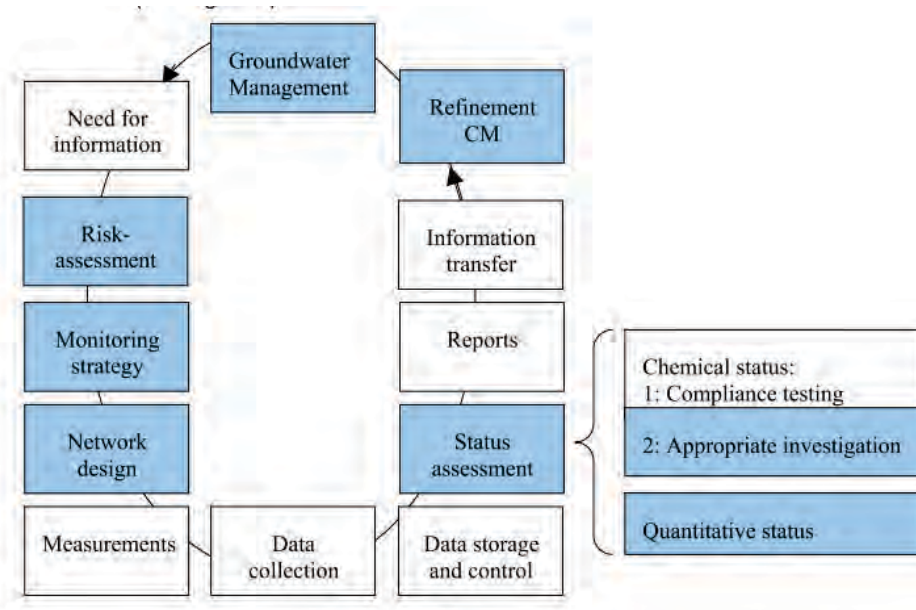 Groundwater
Management
Refinement
CM
Need for
information
Risk-
assessment
Information
transfer
Monitoring
strategy
Reports
Chemical status:
1: Compliance testing
Network
design
Status
assessment
2: Appropriate investigation
Measurements
Data
collection
Data storage
and control
Quantitative status